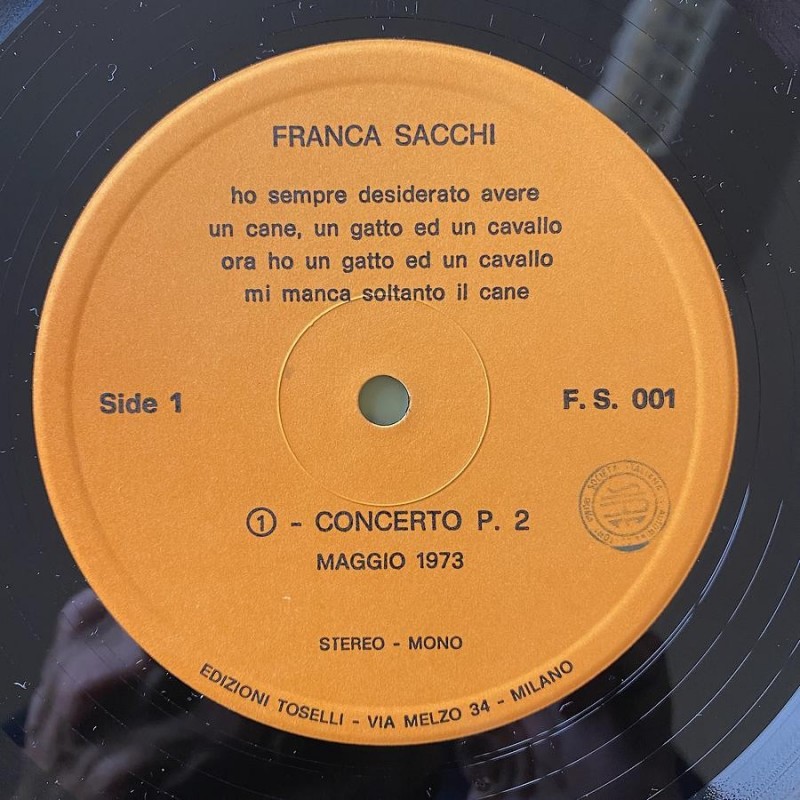 FRANCA SACCHI
ho sempre desiderato avere
un cane, un gatto ed un cavallo
ora ho un gatto ed un cavallo
mi manca soltanto il cane
Side 1
F. S. 001
① - CONCERTO P. 2
MAGGIO 1973
STEREO - MONO
EDIZIONI TOSELLI - VIA MELZO 34 - MILANO
SOCIETÀ ITALIANA